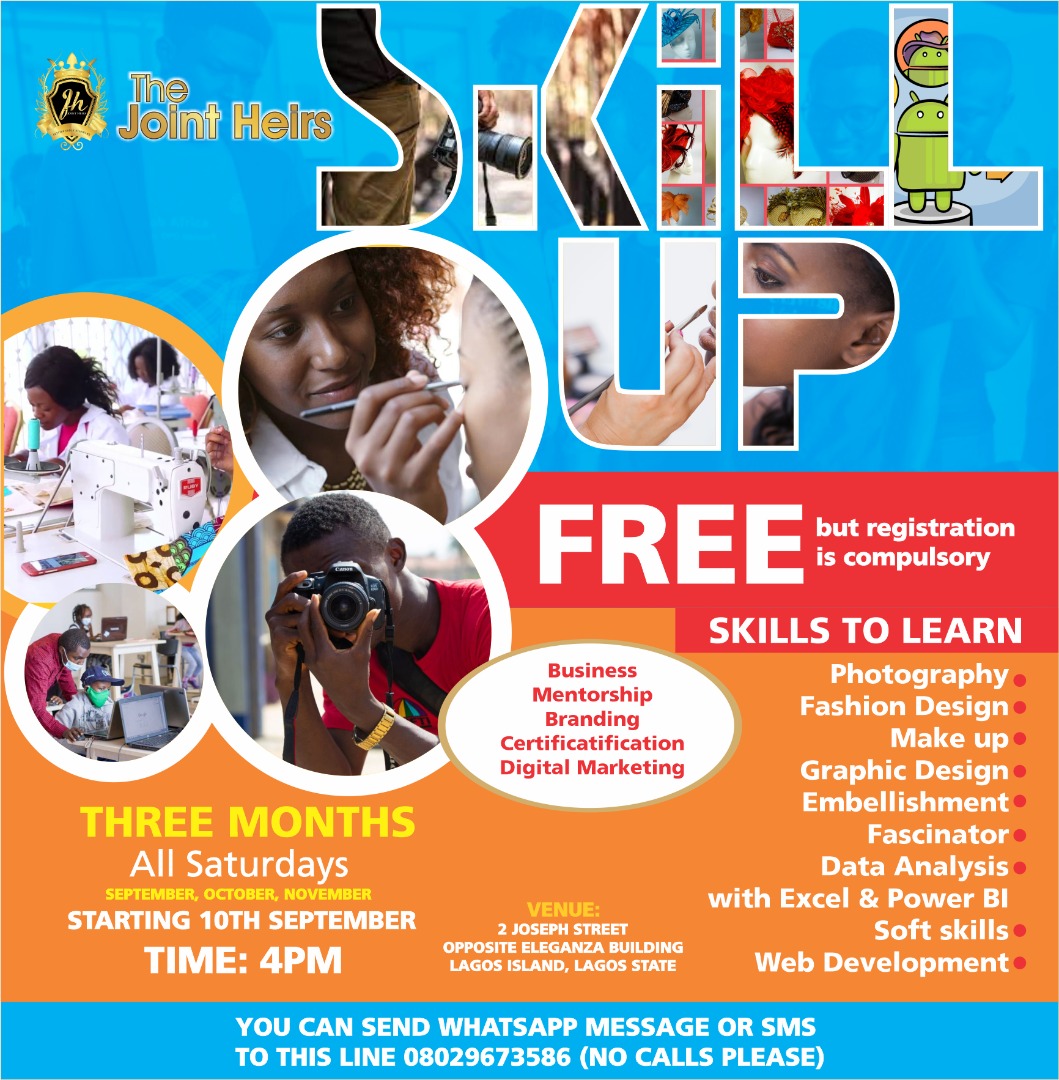 Jh
The
Joint Heirs
SKiLL
UP
FREE
but registration
is compulsory
SKILLS TO LEARN
Photography
Fashion Design
Make up
Graphic Design
Embellishment
Fascinator
Data Analysis
with Excel & Power BI
Soft skills
Web Development
Business
Mentorship
Branding
Certificatification
Digital Marketing
THREE MONTHS
All Saturdays
SEPTEMBER, OCTOBER, NOVEMBER
STARTING 10TH SEPTEMBER
TIME: 4PM
VENUE:
2 JOSEPH STREET
OPPOSITE ELEGANZA BUILDING
LAGOS ISLAND, LAGOS STATE
YOU CAN SEND WHATSAPP MESSAGE OR SMS
TO THIS LINE 08029673586 (NO CALLS PLEASE)
Canon